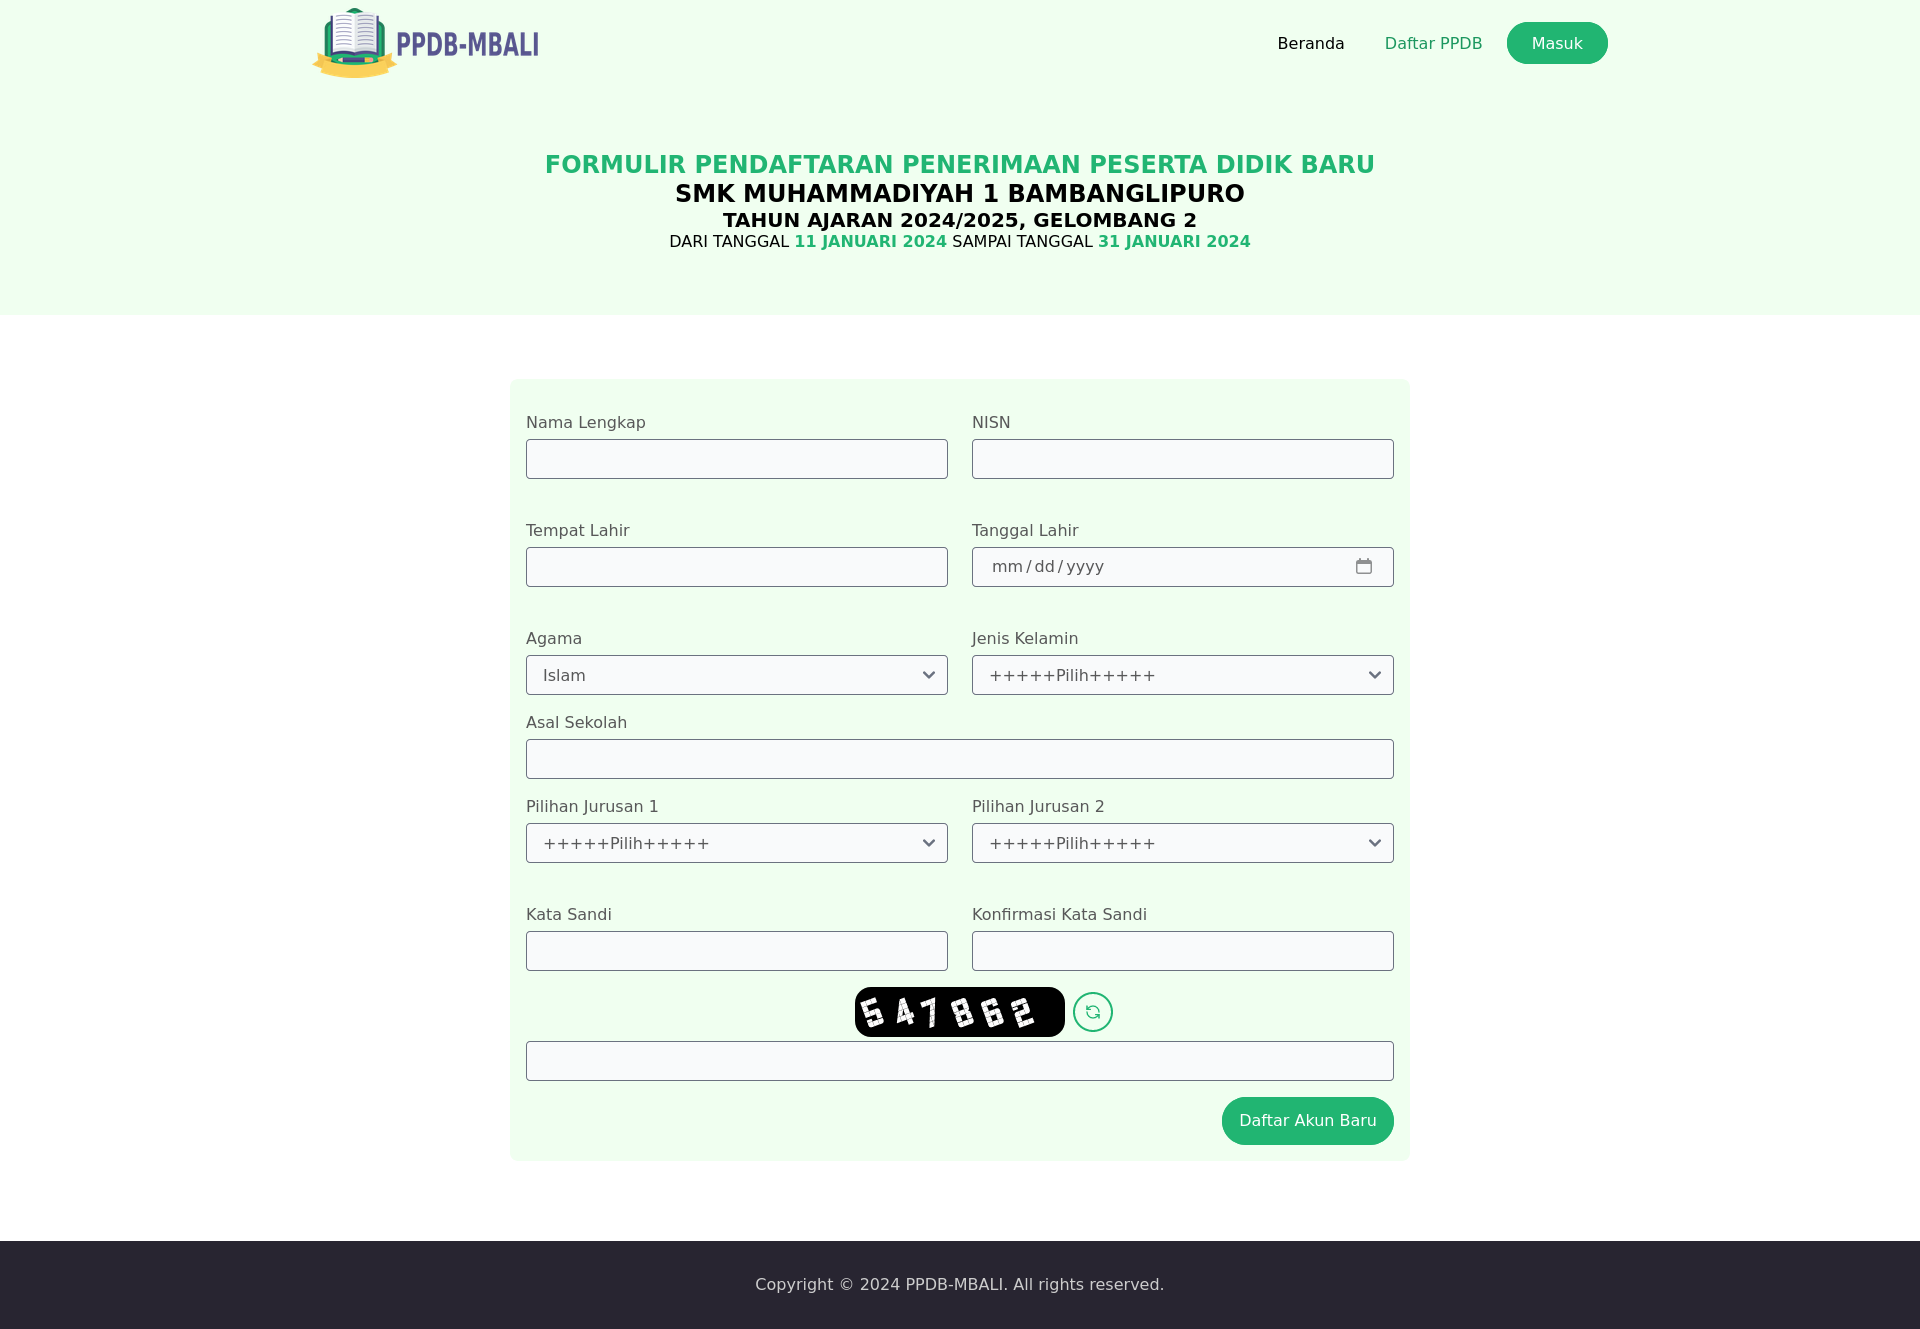 PPDB-MBALI
Beranda
Daftar PPDB
Masuk
FORMULIR PENDAFTARAN PENERIMAAN PESERTA DIDIK BARU
SMK MUHAMMADIYAH 1 BAMBANGLIPURO
TAHUN AJARAN 2024/2025, GELOMBANG 2
DARI TANGGAL 11 JANUARI 2024 SAMPAI TANGGAL 31 JANUARI 2024
Nama Lengkap
NISN
Tempat Lahir
Tanggal Lahir
mm/dd/yyyy
Agama
Jenis Kelamin
Islam
+++++Pilih+++++
Asal Sekolah
Pilihan Jurusan 1
Pilihan Jurusan 2
+++++Pilih+++++
+++++Pilih+++++
Kata Sandi
Konfirmasi Kata Sandi
547862
Daftar Akun Baru
Copyright © 2024 PPDB-MBALI. All rights reserved.